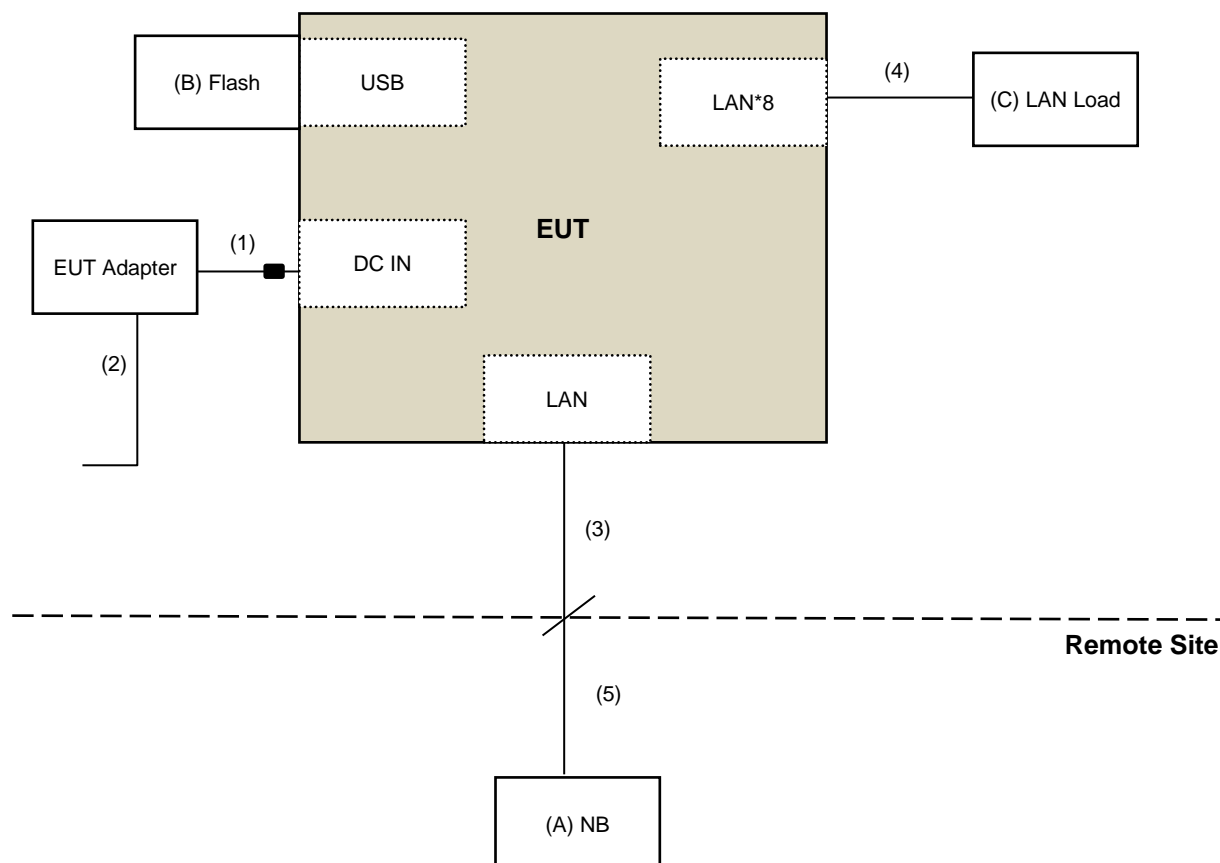 (B) Flash
USB
LAN*8
(4)
(C) LAN Load
EUT
EUT Adapter
(1)
DC IN
(2)
LAN
(3)
Remote Site
(5)
(A) NB